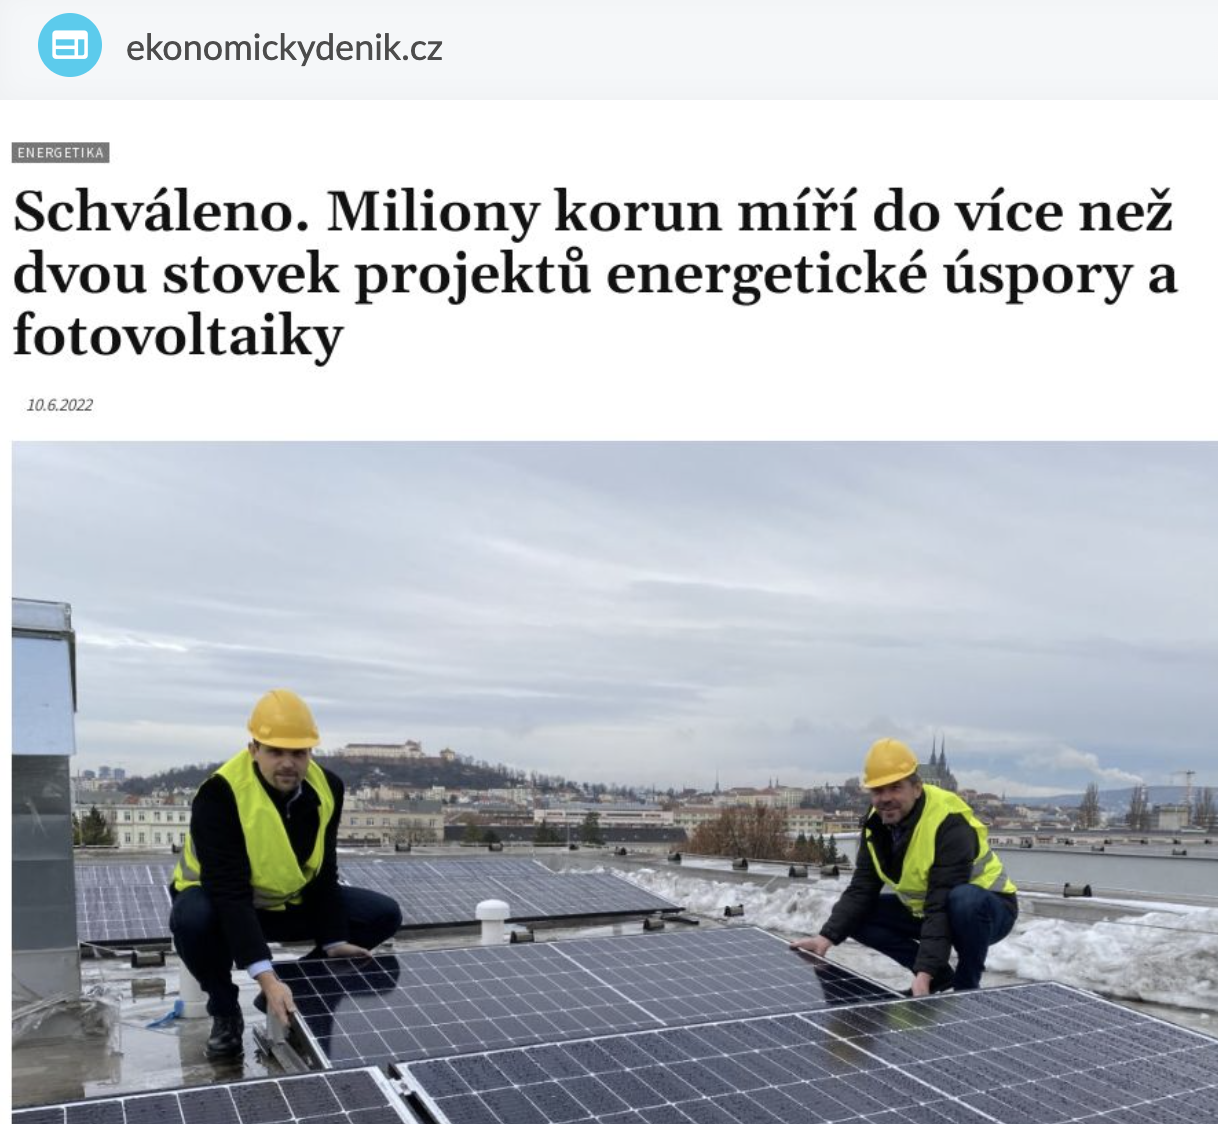 ekonomickydenik.cz
ENERGETIKA
Schváleno. Miliony korun míří do více než
dvou stovek projektů energetické úspory a
fotovoltaiky
10.6.2022